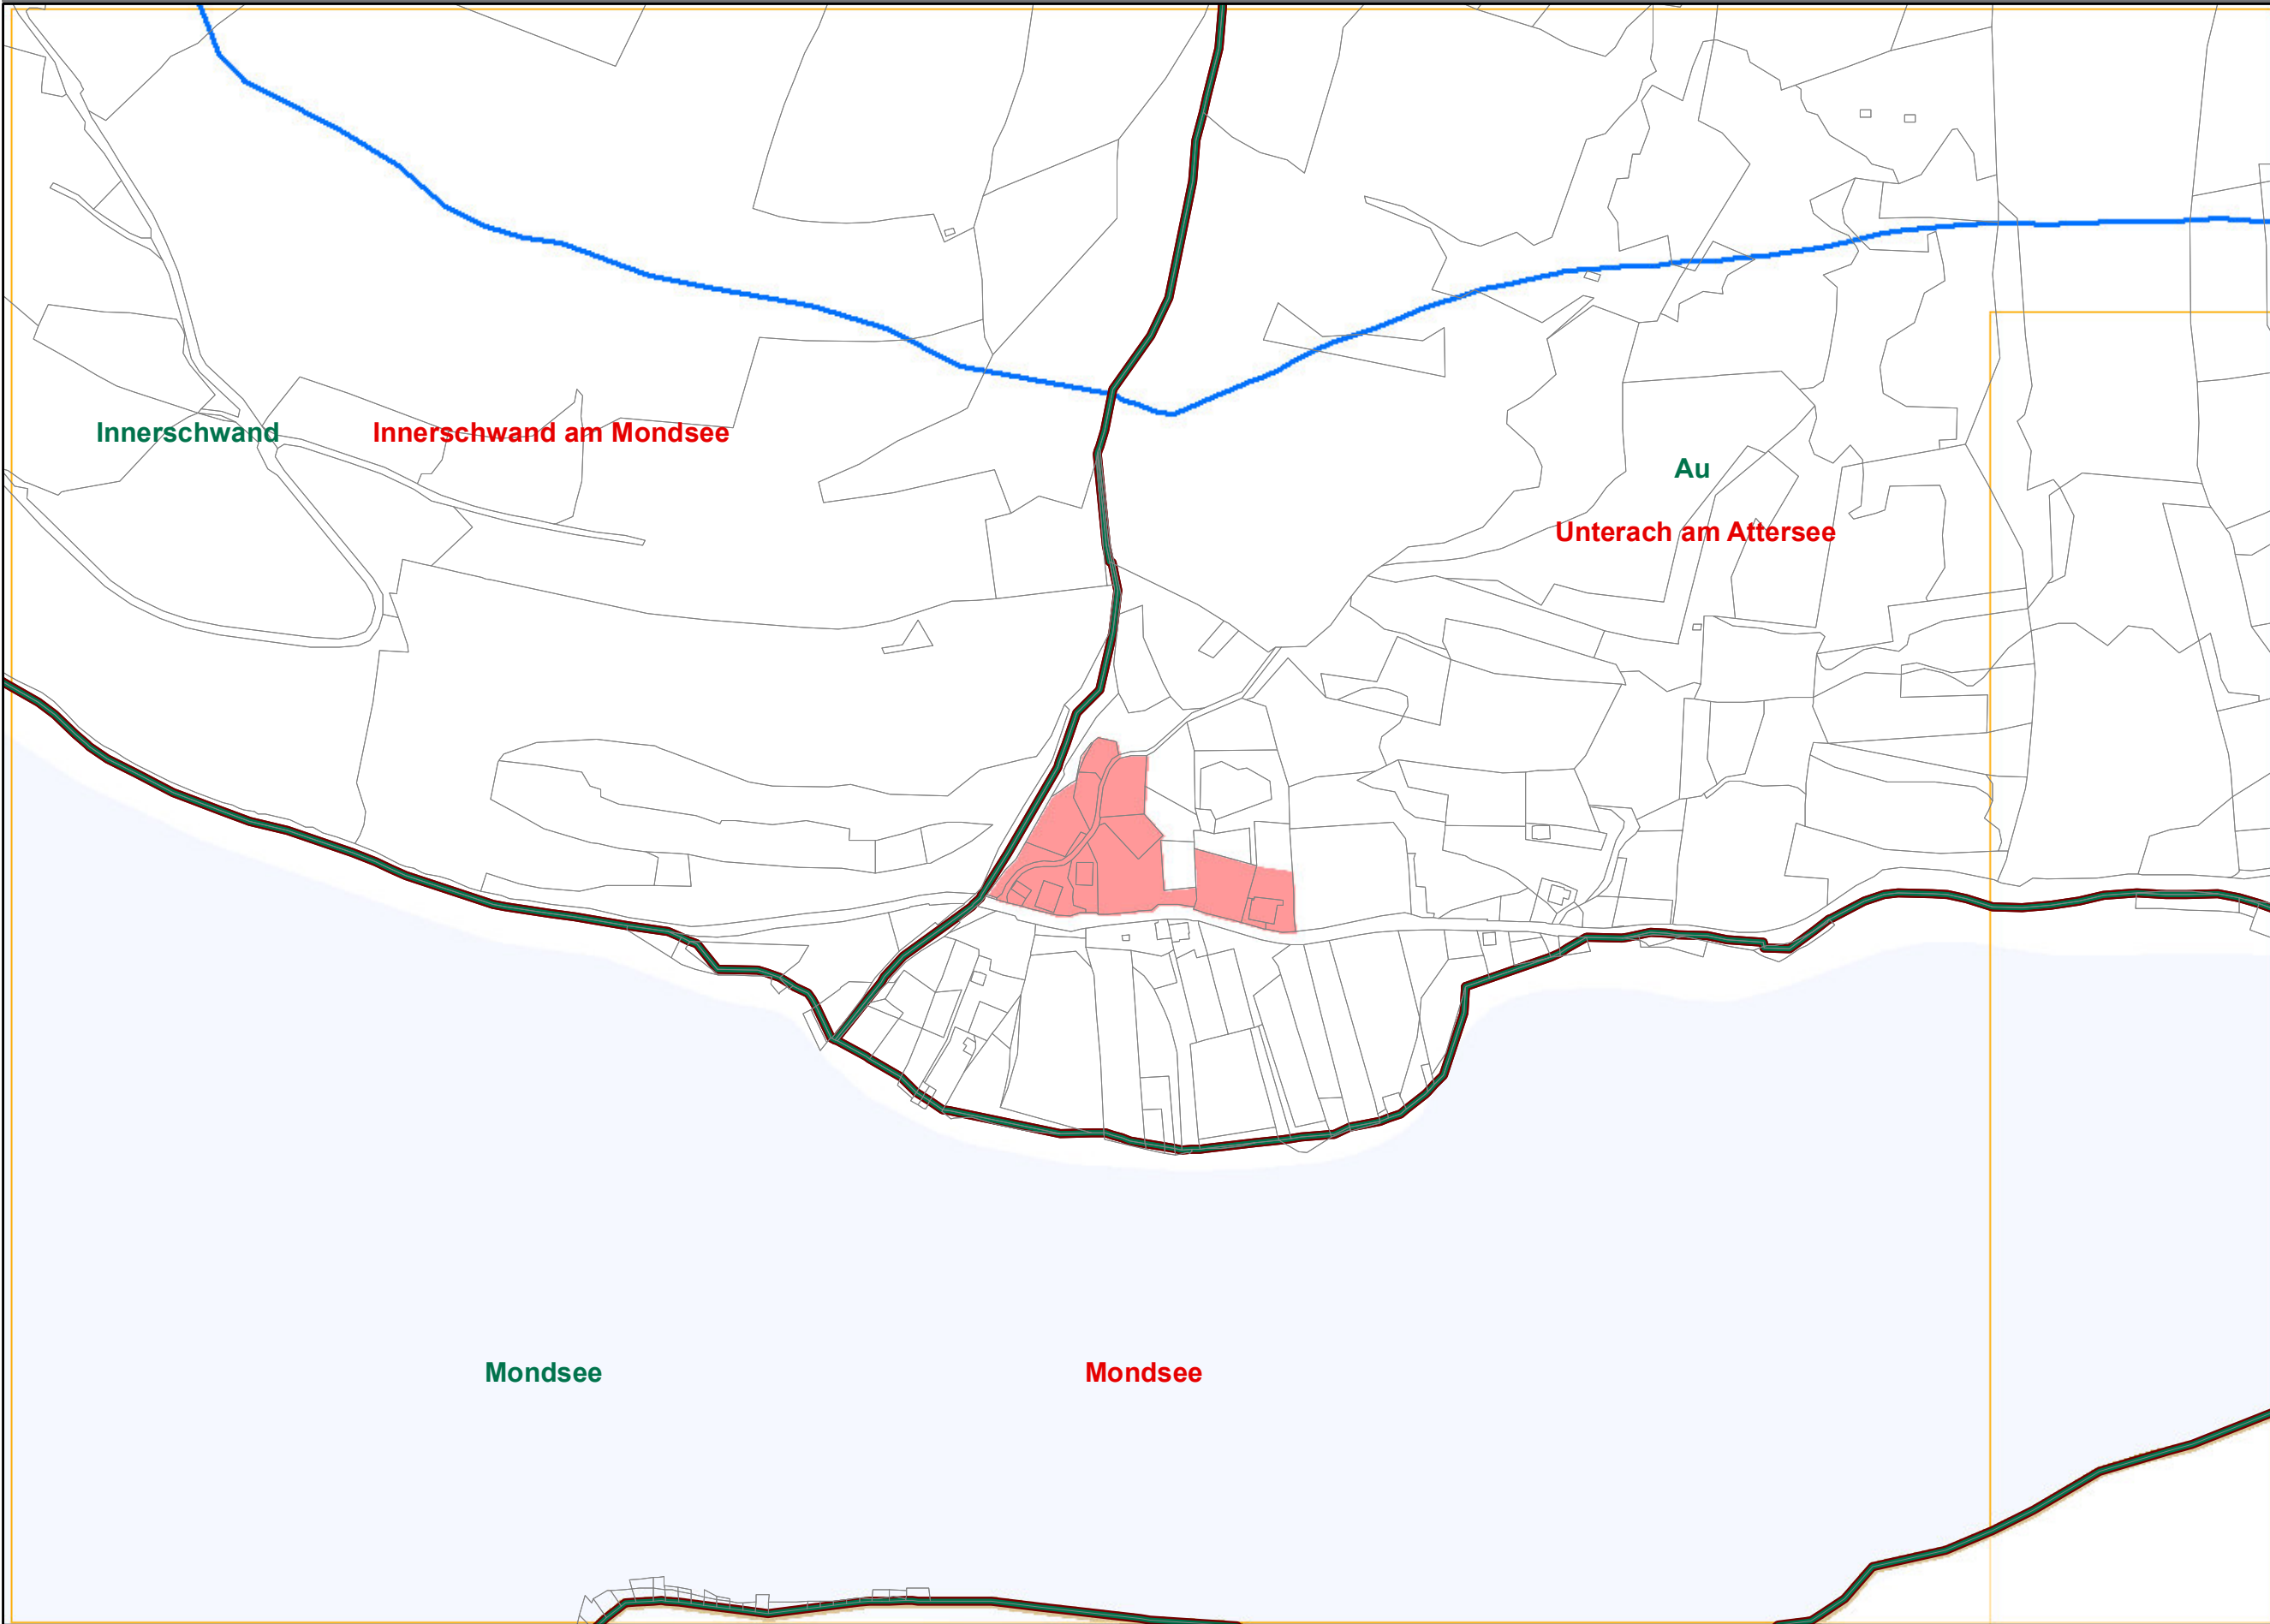 Innerschwand
Innerschwand am Mondsee
Au
Unterach am Attersee
Mondsee
Mondsee